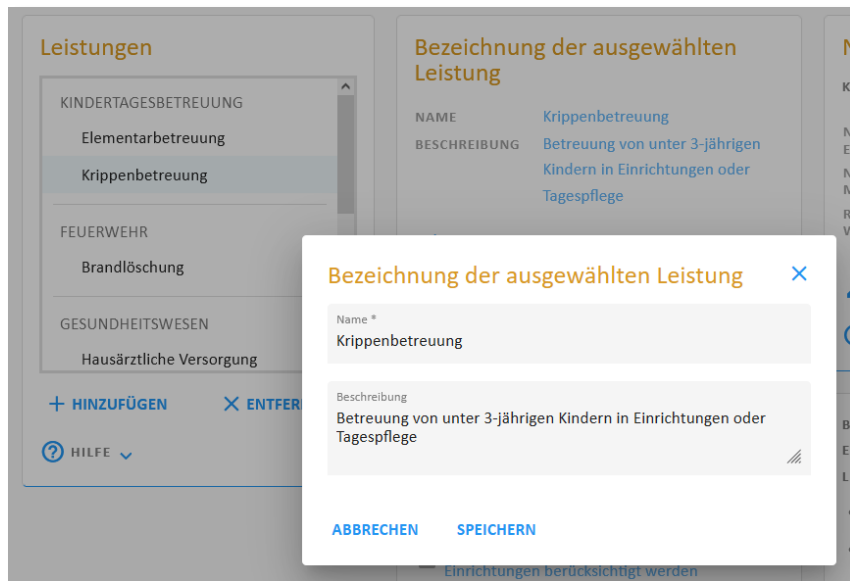 Leistungen
KINDERTAGESBETREUUNG
Elementarbetreuung
Krippenbetreuung
FEUERWEHR
Brandlöschung
GESUNDHEITSWESEN
Hausärztliche Versorgung
HINZUFÜGEN
HILFE
Bezeichnung der ausgewählten
Leistung
NAME Krippenbetreuung
BESCHREIBUNG Betreuung von unter 3-jährigen
Kindern in Einrichtungen oder
Tagespflege
Bezeichnung der ausgewählten Leistung
Name *
Krippenbetreuung
Beschreibung
Betreuung von unter 3-jährigen Kindern in Einrichtungen oder
Tagespflege
ABBRECHEN SPEICHERN
Einrichtungen berücksichtigt werden